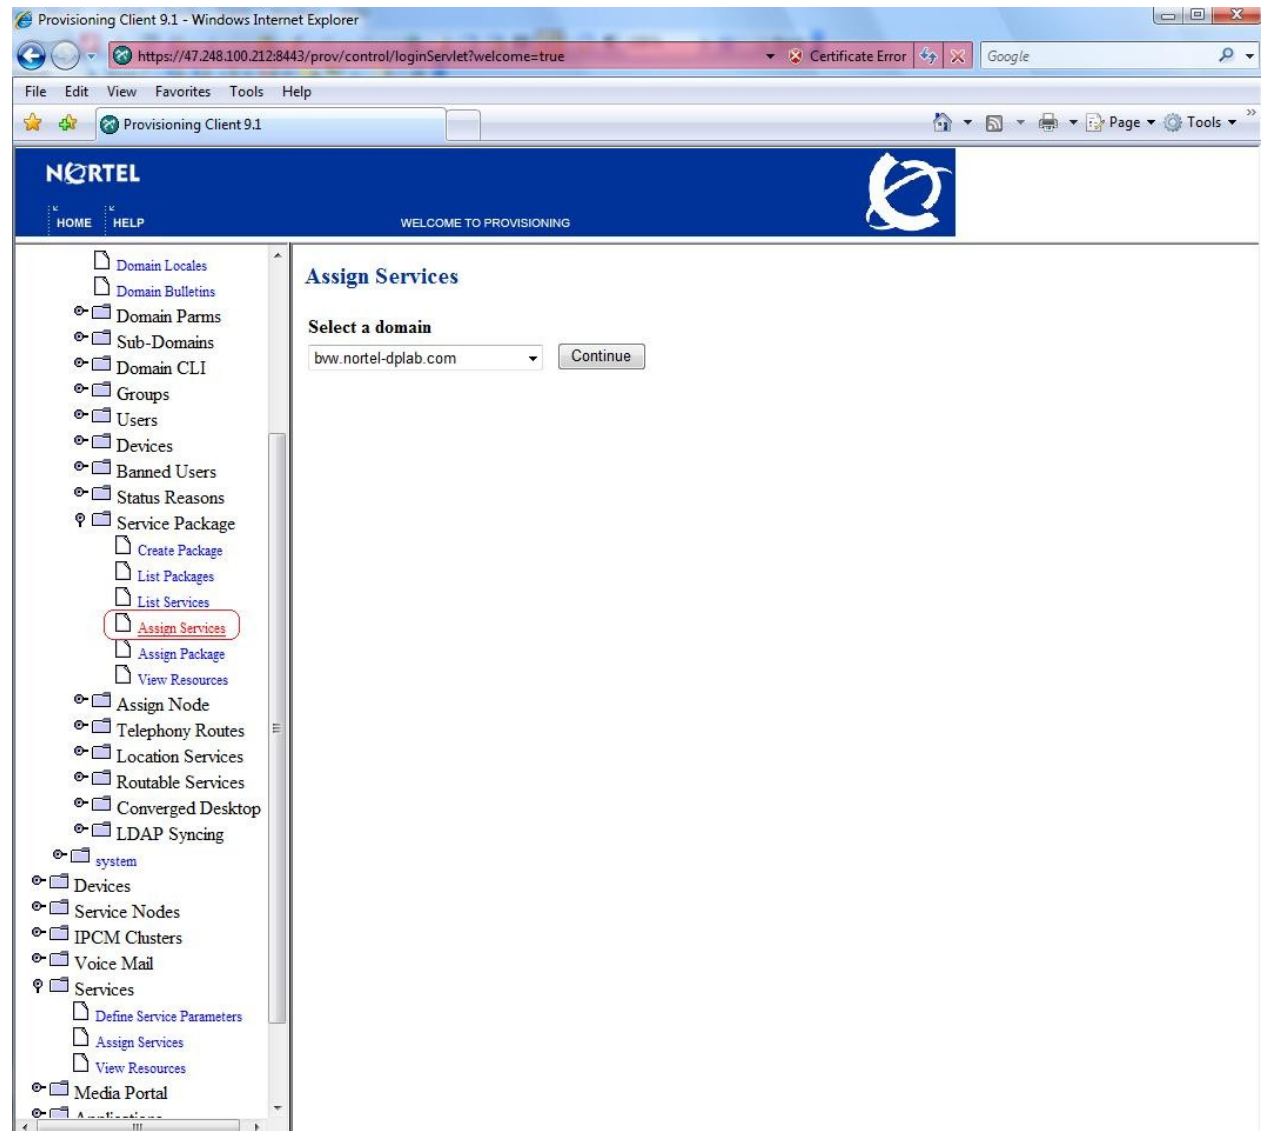 Provisioning Client 9.1 - Windows Internet Explorer
https://47.248.100.212:8443/prov/control/loginServlet?welcome=true
Certificate Error
Google
File Edit View Favorites Tools Help
Provisioning Client 9.1
Page Tools
NORTEL
HOME HELP
WELCOME TO PROVISIONING
Domain Locales
Domain Bulletins
Domain Parms
Sub-Domains
Domain CLI
Groups
Users
Devices
Banned Users
Status Reasons
Service Package
Create Package
List Packages
List Services
Assign Services
Assign Package
View Resources
Assign Node
Telephony Routes
Location Services
Routable Services
Converged Desktop
LDAP Syncing
system
Devices
Service Nodes
IPCM Clusters
Voice Mail
Services
Define Service Parameters
Assign Services
View Resources
Media Portal
Assign Services
Select a domain
bvw.nortel-dplab.com
Continue